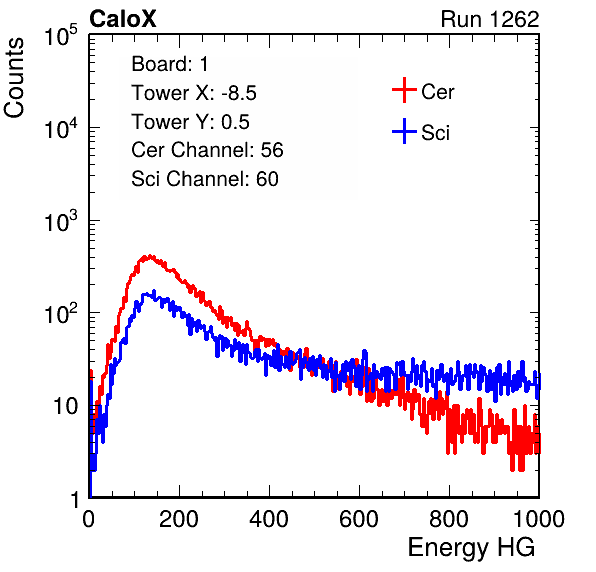 CaloX Run 1262
10^5
Counts
Board: 1
Tower X: -8.5
Tower Y: 0.5
Cer Channel: 56
Sci Channel: 60
Cer
Sci
10^4
10^3
10^2
10
1
0 200 400 600 800 1000
Energy HG